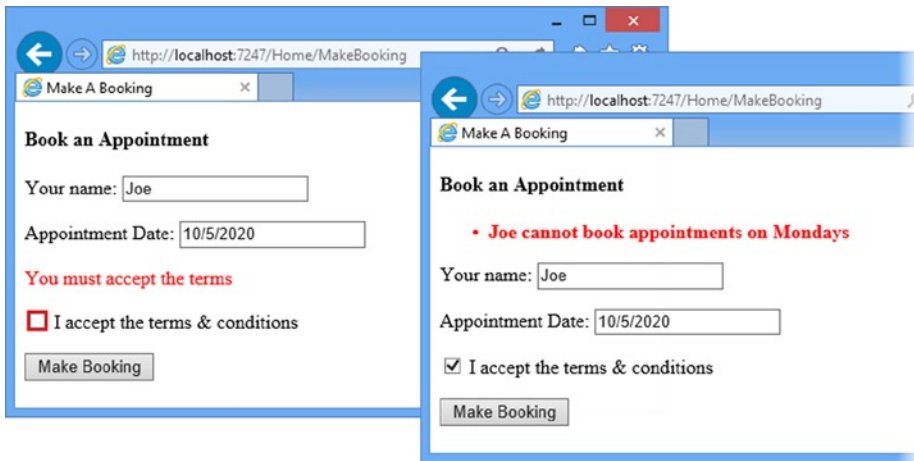 http://localhost:7247/Home/MakeBooking
Make A Booking
Book an Appointment
Your name: Joe
Appointment Date: 10/5/2020
You must accept the terms
I accept the terms & conditions
Make Booking
http://localhost:7247/Home/MakeBooking
Make A Booking
Book an Appointment
• Joe cannot book appointments on Mondays
Your name: Joe
Appointment Date: 10/5/2020
I accept the terms & conditions
Make Booking